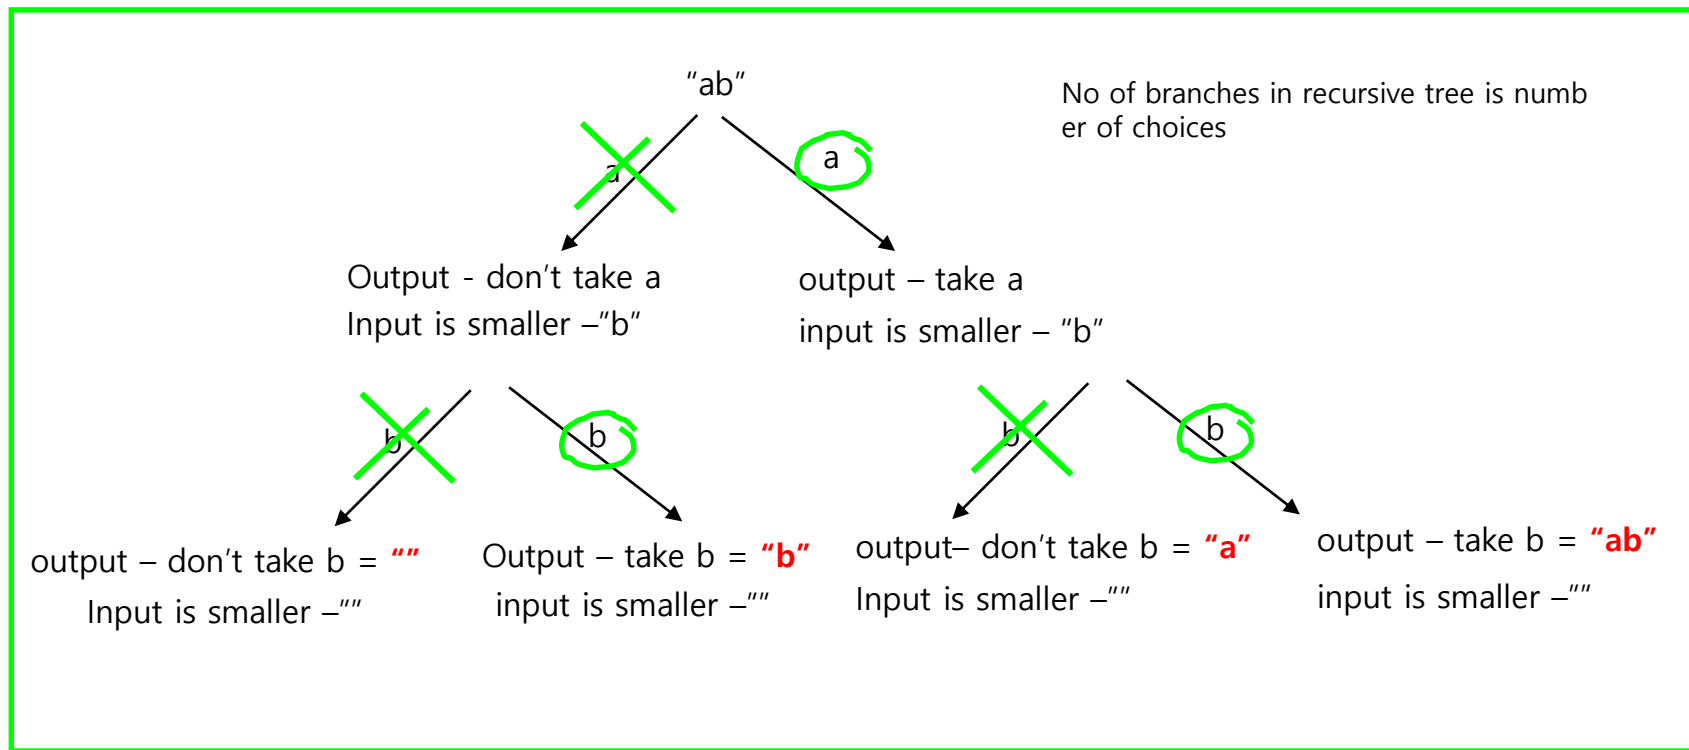 "ab"
No of branches in recursive tree is numb
er of choices
a
a
Output - don't take a
Input is smaller –"b"
output – take a
input is smaller – "b"
b
b
b
b
output – don't take b = “”
Input is smaller –""
Output – take b = “b”
input is smaller –""
output– don't take b = “a”
Input is smaller –""
output – take b = “ab”
input is smaller –""